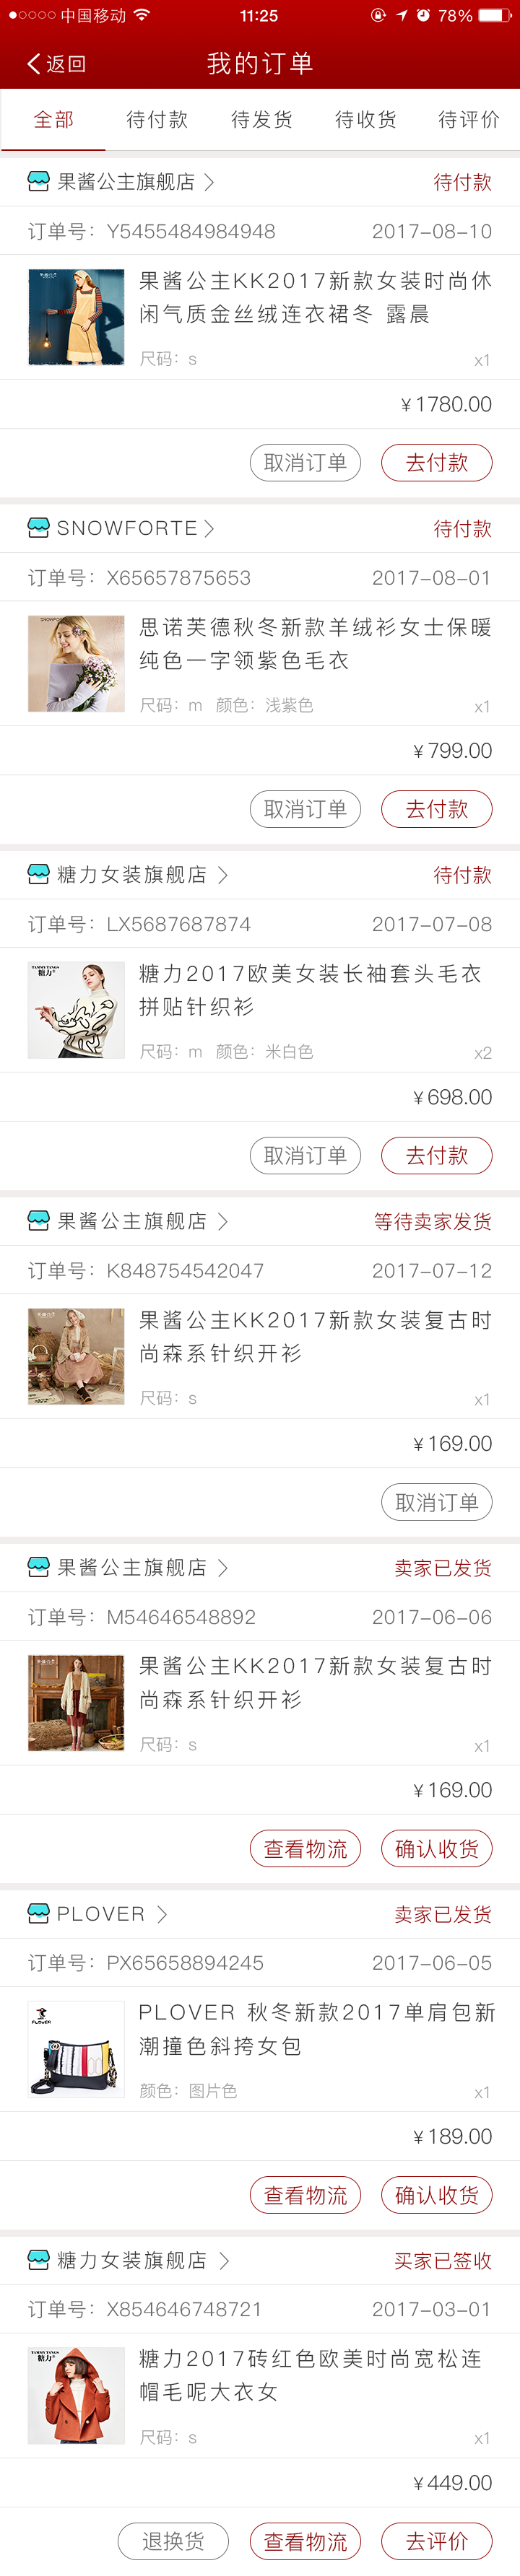 中国移动 11:25 78%
返回 我的订单
全部 待付款 待发货 待收货 待评价
果酱公主旗舰店 待付款
订单号：Y5455484984948 2017-08-10
果酱公主KK2017新款女装时尚休
闲气质金丝绒连衣裙冬 露晨
尺码：s x1
¥1780.00
取消订单 去付款
SNOWFORTE 待付款
订单号：X65657875653 2017-08-01
思诺芙德秋冬新款羊绒衫女士保暖
纯色一字领紫色毛衣
尺码：m 颜色：浅紫色 x1
¥799.00
取消订单 去付款
糖力女装旗舰店 待付款
订单号：LX5687687874 2017-07-08
TAMMYTANGS
糖力
糖力2017欧美女装长袖套头毛衣
拼贴针织衫
尺码：m 颜色：米白色 x2
¥698.00
取消订单 去付款
果酱公主旗舰店 等待卖家发货
订单号：K848754542047 2017-07-12
果酱公主KK2017新款女装复古时
尚森系针织开衫
尺码：s x1
¥169.00
取消订单
果酱公主旗舰店 卖家已发货
订单号：M54646548892 2017-06-06
果酱公主KK2017新款女装复古时
尚森系针织开衫
尺码：s x1
¥169.00
查看物流 确认收货
PLOVER 卖家已发货
订单号：PX65658894245 2017-06-05
PLOVER
PLOVER 秋冬新款2017单肩包新
潮撞色斜挎女包
颜色：图片色 x1
¥189.00
查看物流 确认收货
糖力女装旗舰店 买家已签收
订单号：X854646748721 2017-03-01
TAMMYTANGS
糖力
糖力2017砖红色欧美时尚宽松连
帽毛呢大衣女
尺码：s x1
¥449.00
退换货 查看物流 去评价